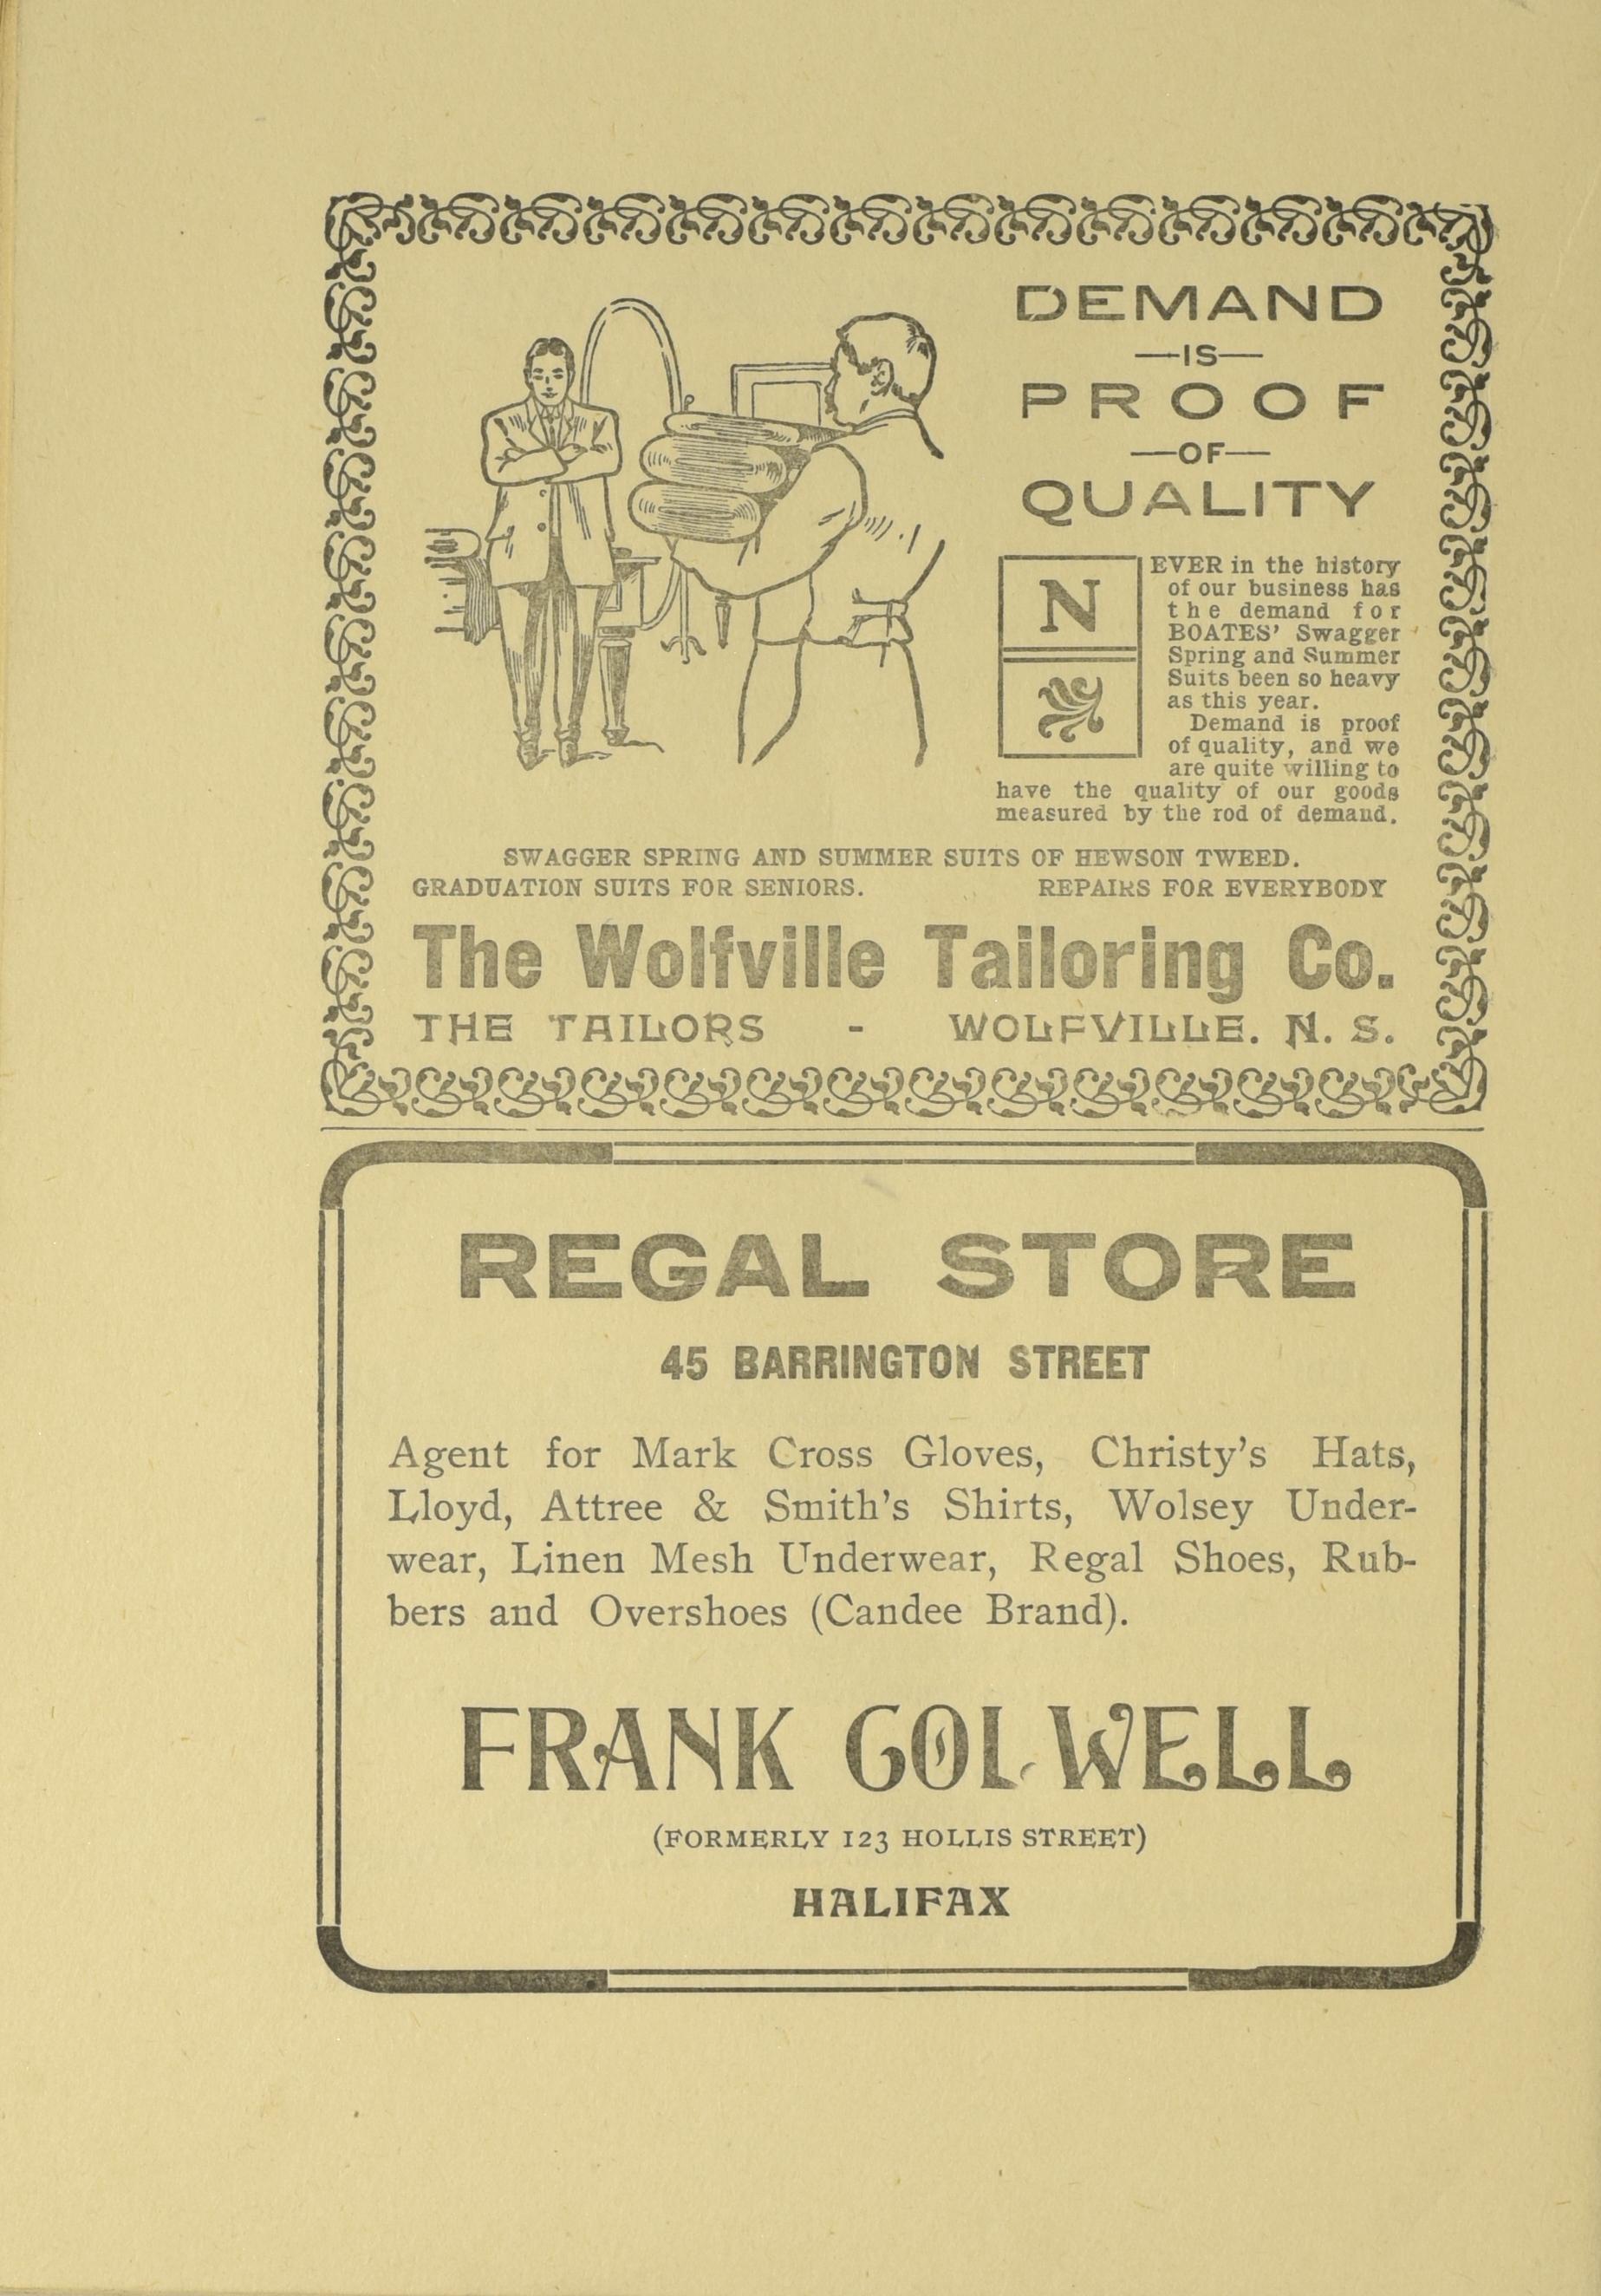 DEMAND
—IS—
PROOF
—OF—
QUALITY
NEVER in the history
of our business has
the demand for
BOATES' Swagger
Spring and Summer
Suits been so heavy
as this year.
Demand is proof
of quality, and we
are quite willing to
have the quality of our goods
measured by the rod of demand.
SWAGGER SPRING AND SUMMER SUITS OF HEWSON TWEED.
GRADUATION SUITS FOR SENIORS. REPAIRS FOR EVERYBODY
The Wolfville Tailoring Co.
THE TAILORS - WOLFVILLE. N. S.
REGAL STORE
45 BARRINGTON STREET
Agent for Mark Cross Gloves, Christy's Hats,
Lloyd, Attree & Smith's Shirts, Wolsey Under-
wear, Linen Mesh Underwear, Regal Shoes, Rub-
bers and Overshoes (Candee Brand).
FRANK COLWELL
(FORMERLY 123 HOLLIS STREET)
HALIFAX